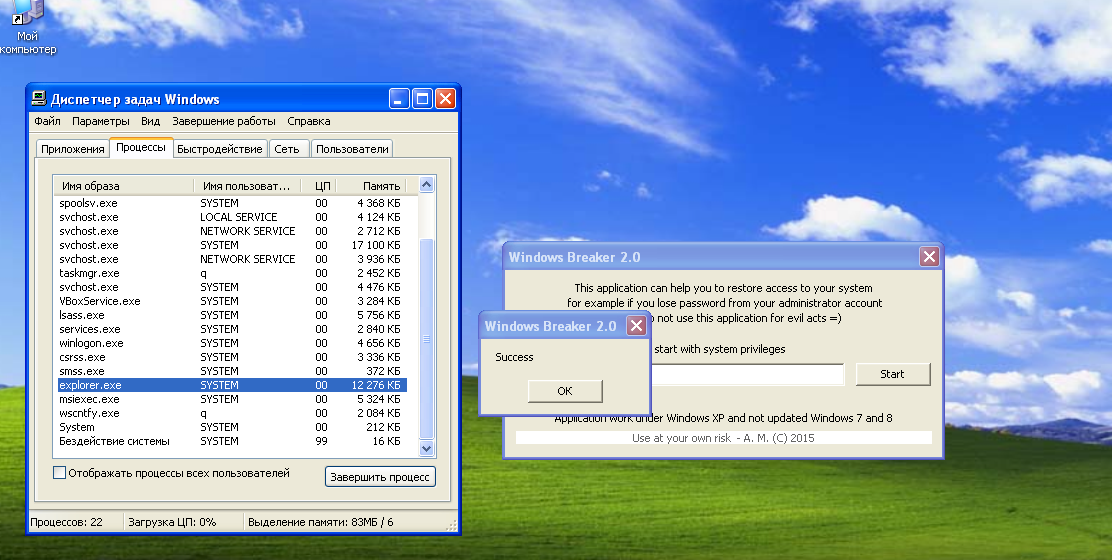 Мой
компьютер
Диспетчер задач Windows
Файл Параметры Вид Завершение работы Справка
Приложения Процессы Быстродействие Сеть Пользователи
Имя образа Имя пользоват... ЦП Память
spoolsv.exe SYSTEM 00 4 368 КБ
svchost.exe LOCAL SERVICE 00 4 124 КБ
svchost.exe NETWORK SERVICE 00 2 712 КБ
svchost.exe SYSTEM 00 17 100 КБ
svchost.exe NETWORK SERVICE 00 3 936 КБ
taskmgr.exe q 00 2 452 КБ
svchost.exe SYSTEM 00 4 476 КБ
VBoxService.exe SYSTEM 00 3 284 КБ
lsass.exe SYSTEM 00 5 756 КБ
services.exe SYSTEM 00 2 840 КБ
winlogon.exe SYSTEM 00 4 656 КБ
csrss.exe SYSTEM 00 3 336 КБ
smss.exe SYSTEM 00 372 КБ
explorer.exe SYSTEM 00 12 276 КБ
msiexec.exe SYSTEM 00 5 324 КБ
wscntfy.exe q 00 2 084 КБ
System SYSTEM 00 212 КБ
Бездействие системы SYSTEM 99 16 КБ
Отображать процессы всех пользователей
Завершить процесс
Процессов: 22 Загрузка ЦП: 0% Выделение памяти: 83МБ / 6
Windows Breaker 2.0
This application can help you to restore access to your system
for example if you lose password from your administrator account
not use this application for evil acts =)
start with system privileges
Start
Application work under Windows XP and not updated Windows 7 and 8
Use at your own risk - A. M. (C) 2015
Windows Breaker 2.0
Success
OK